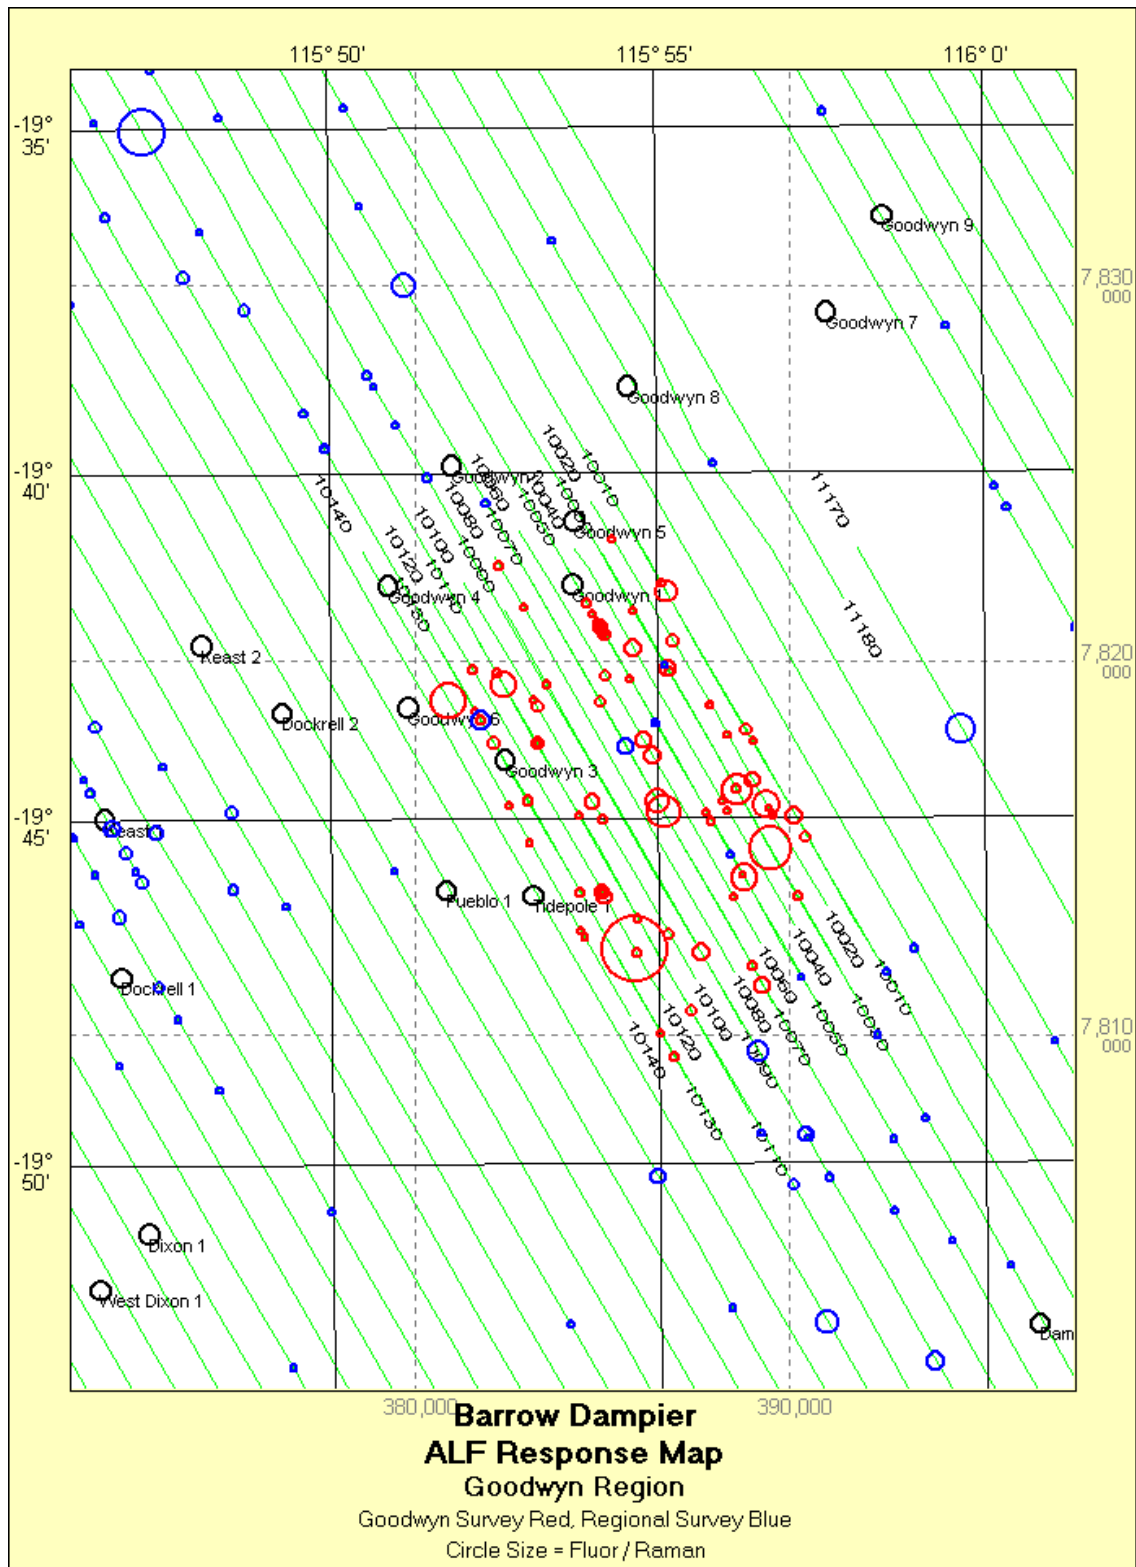 115° 50'
115° 55'
116° 0'
-19°
35'
Goodwyn 9
7,830
000
Goodwyn 7
Goodwyn 8
-19°
40'
10020
10010
10060
10040
10050
10080
10070
10100
10140
10120
11170
Goodwyn 5
Goodwyn 4
Goodwyn 1
11180
Keast 2
7,820
000
Dockrell 2
Goodwyn 6
Goodwyn 3
-19°
45'
Keast
Pueblo 1
Tidepole 1
Dockrell 1
10020
10010
10040
10060
10050
10080
10070
10100
10090
10120
10140
10130
10110
7,810
000
-19°
50'
Dixon 1
West Dixon 1
Dam
380,000
390,000
Barrow Dampier
ALF Response Map
Goodwyn Region
Goodwyn Survey Red, Regional Survey Blue
Circle Size = Fluor / Raman